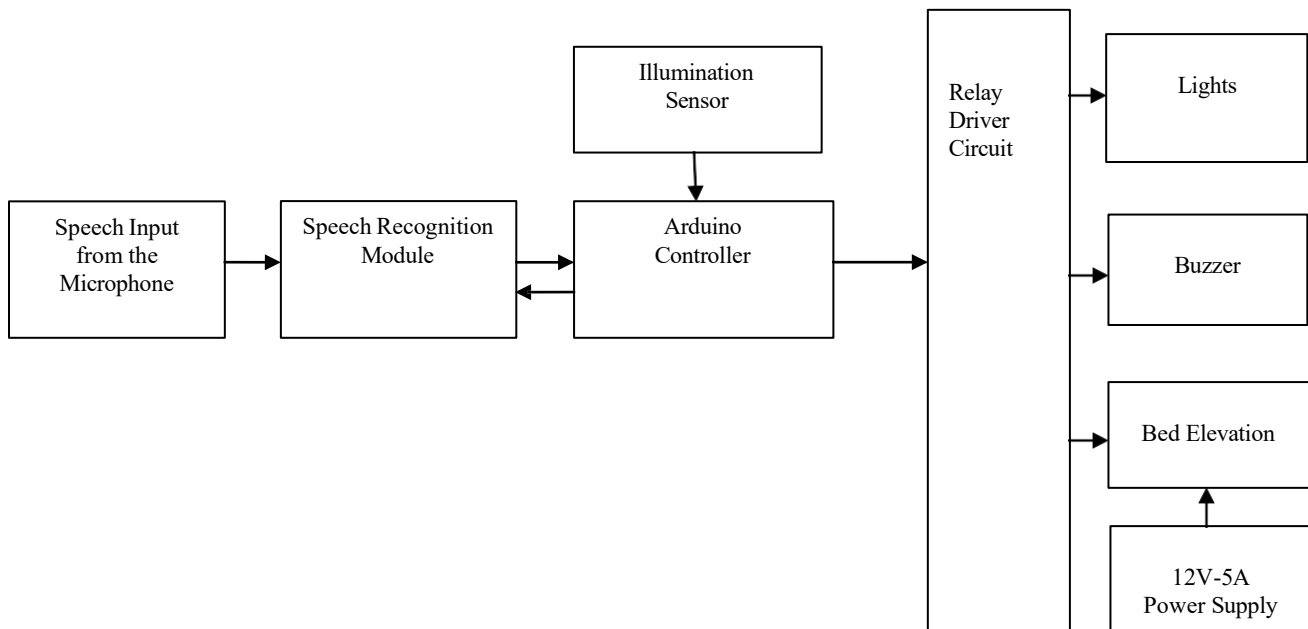 Illumination
Sensor
Relay
Driver
Circuit
Lights
Speech Input
from the
Microphone
Speech Recognition
Module
Arduino
Controller
Buzzer
Bed Elevation
12V-5A
Power Supply